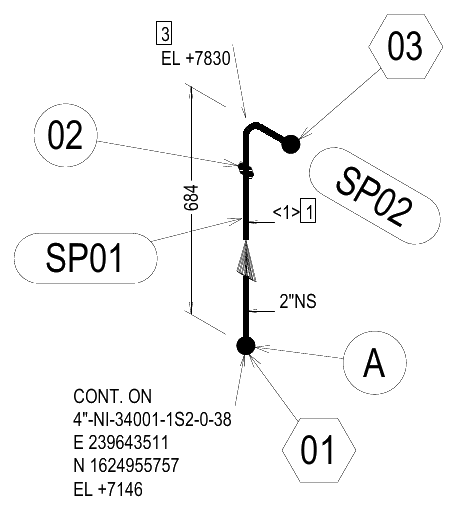 3
EL +7830
03
02
684
SP02
<1> 1
SP01
2"NS
A
CONT. ON
4"-NI-34001-1S2-0-38
E 239643511
N 1624955757
EL +7146
01